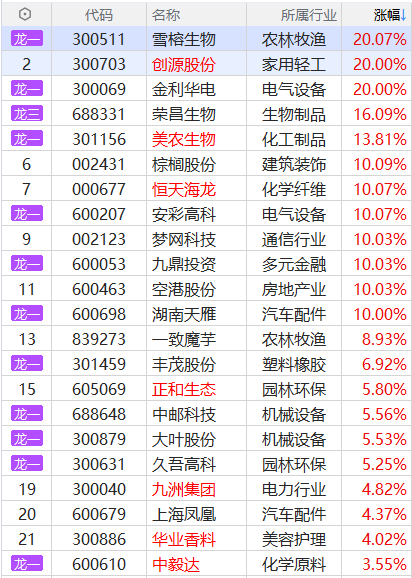 代码 名称 所属行业 涨幅↓
龙一 300511 雪榕生物 农林牧渔 20.07%
2 300703 创源股份 家用轻工 20.00%
龙一 300069 金利华电 电气设备 20.00%
龙三 688331 荣昌生物 生物制品 16.09%
龙一 301156 美农生物 化工制品 13.81%
6 002431 棕榈股份 建筑装饰 10.09%
7 000677 恒天海龙 化学纤维 10.07%
龙一 600207 安彩高科 电气设备 10.07%
9 002123 梦网科技 通信行业 10.03%
龙一 600053 九鼎投资 多元金融 10.03%
11 600463 空港股份 房地产业 10.03%
龙一 600698 湖南天雁 汽车配件 10.00%
13 839273 一致魔芋 农林牧渔 8.93%
龙一 301459 丰茂股份 塑料橡胶 6.92%
15 605069 正和生态 园林环保 5.80%
龙一 688648 中邮科技 机械设备 5.56%
龙一 300879 大叶股份 机械设备 5.53%
龙一 300631 久吾高科 园林环保 5.25%
19 300040 九洲集团 电力行业 4.82%
20 600679 上海凤凰 汽车配件 4.37%
21 300886 华业香料 美容护理 4.02%
龙一 600610 中毅达 化学原料 3.55%